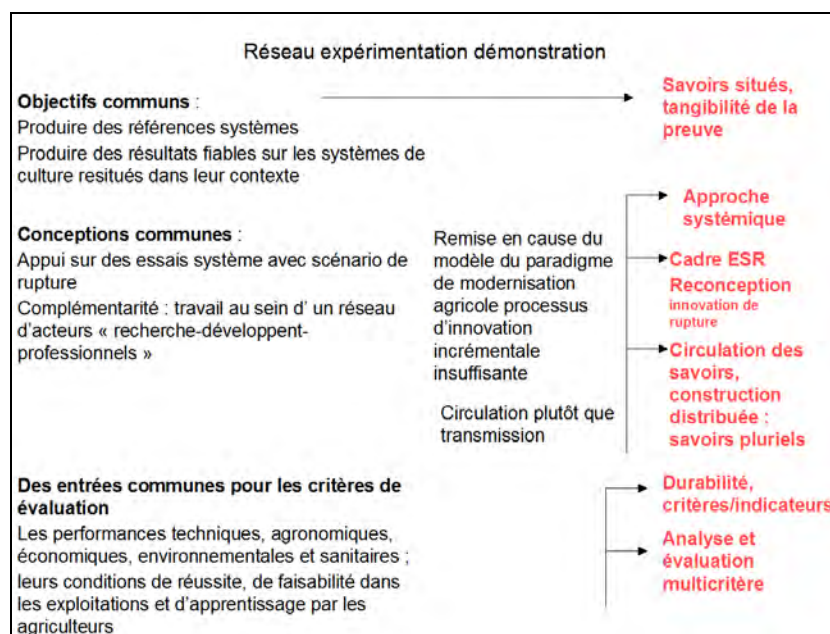 Réseau expérimentation démonstration
Objectifs communs :
Produire des références systèmes
Produire des résultats fiables sur les systèmes de
culture resitués dans leur contexte
Savoirs situés,
tangibilité de la
preuve
Conceptions communes :
Appui sur des essais système avec scénario de
rupture
Complémentarité : travail au sein d' un réseau
d'acteurs « recherche-développent-
professionnels »
Remise en cause du
modèle du paradigme
de modernisation
agricole processus
d'innovation
incrémentale
insuffisante
Circulation plutôt que
transmission
Approche
systémique
Cadre ESR
Reconception
innovation de
rupture
Circulation des
savoirs,
construction
distribuée :
savoirs pluriels
Des entrées communes pour les critères de
évaluation
Les performances techniques, agronomiques,
économiques, environnementales et sanitaires ;
leurs conditions de réussite, de faisabilité dans
les exploitations et d'apprentissage par les
agriculteurs
Durabilité,
critères/indicateurs
Analyse et
évaluation
multicritère